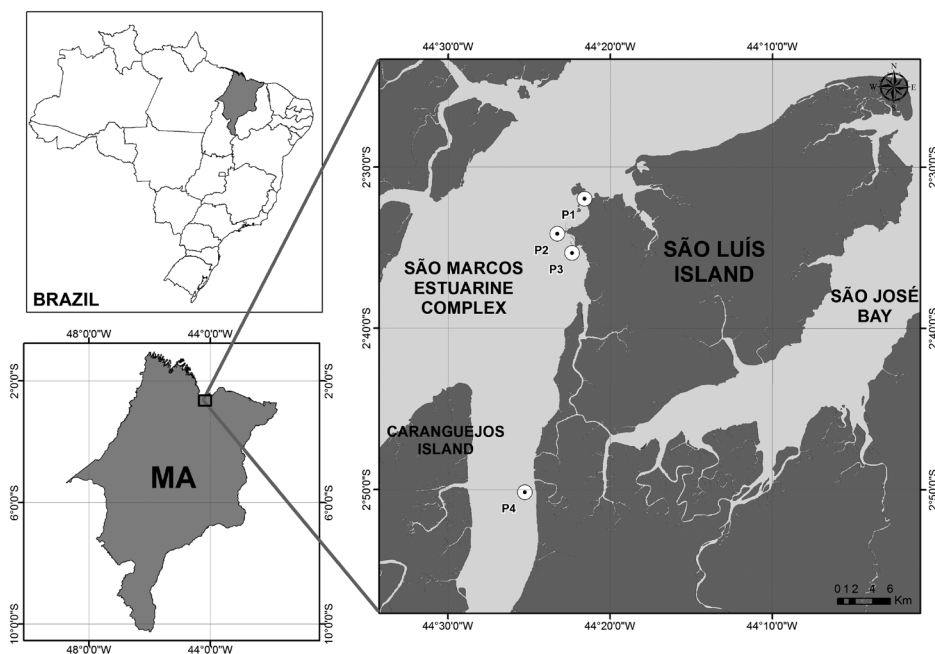 BRAZIL
48°0'0"W 44°0'0"W
2°0'0"S 2°0'0"S
6°0'0"S 6°0'0"S
10°0'0"S 10°0'0"S
MA
48°0'0"W 44°0'0"W
44°30'0"W 44°20'0"W 44°10'0"W
N
W E
S
2°30'0"S 2°30'0"S
P1
P2
P3
SÃO LUÍS
ISLAND
SÃO MARCOS
ESTUARINE
COMPLEX
SÃO JOSÉ
BAY
2°40'0"S 2°40'0"S
CARANGUEJOS
ISLAND
2°50'0"S 2°50'0"S
P4
0 1 2 4 6
Km
44°30'0"W 44°20'0"W 44°10'0"W